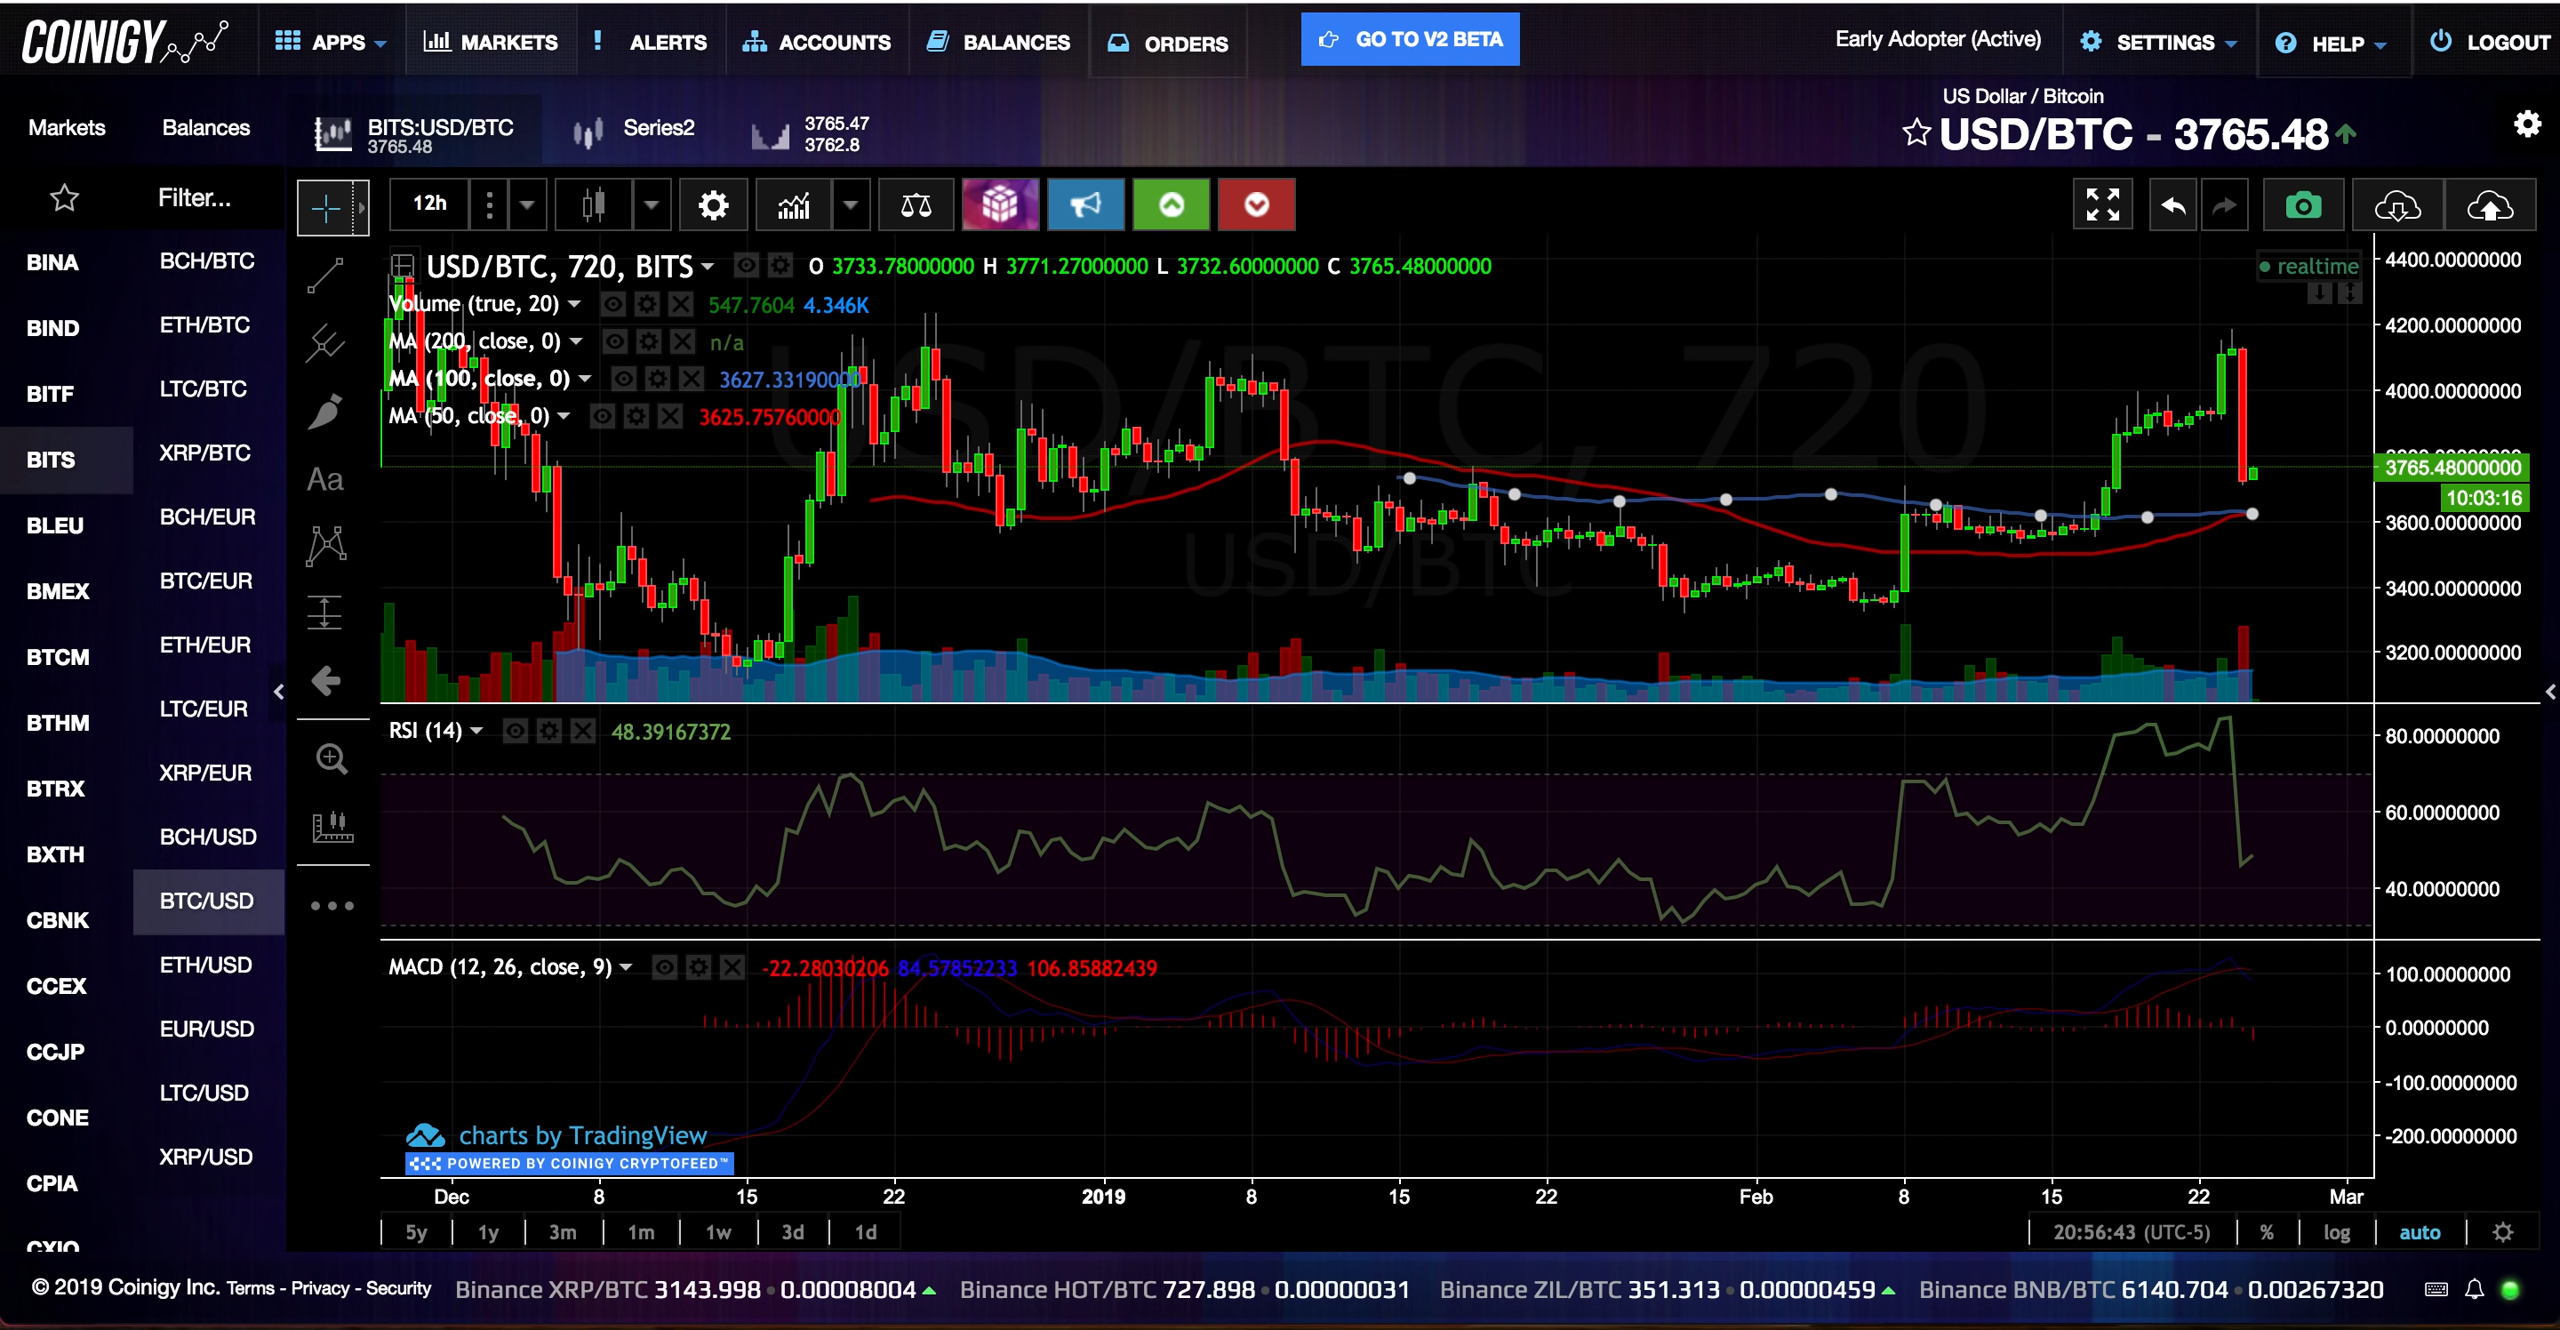 COINIGY APPS MARKETS ! ALERTS ACCOUNTS BALANCES ORDERS GO TO V2 BETA Early Adopter (Active) SETTINGS HELP LOGOUT
US Dollar / Bitcoin
Markets Balances BITS:USD/BTC Series2 3765.47 USD/BTC - 3765.48
3765.48 3762.8
Filter... 12h
USD/BTC, 720, BITS O 3733.78000000 H 3771.27000000 L 3732.60000000 C 3765.48000000 realtime
Volume (true, 20) 547.7604 4.346K
MA (200, close, 0) n/a
MA (100, close, 0) 3627.33190000
MA (50, close, 0) 3625.75760000
USD/BTC, 720
USD/BTC
4400.00000000
4200.00000000
4000.00000000
3765.48000000
10:03:16
3600.00000000
3400.00000000
3200.00000000
BINA
BIND
BITF
BITS
BLEU
BMEX
BTCM
BTHM
BTRX
BXTH
CBNK
CCEX
CCJP
CONE
CPIA
CXIO
BCH/BTC
ETH/BTC
LTC/BTC
XRP/BTC
BCH/EUR
BTC/EUR
ETH/EUR
LTC/EUR
XRP/EUR
BCH/USD
BTC/USD
ETH/USD
EUR/USD
LTC/USD
XRP/USD
Aa
RSI (14) 48.39167372
80.00000000
60.00000000
40.00000000
MACD (12, 26, close, 9) -22.28030206 84.57852233 106.85882439
100.00000000
0.00000000
-100.00000000
-200.00000000
charts by TradingView
POWERED BY COINIGY CRYPTOFEED™
Dec 8 15 22 2019 8 15 22 Feb 8 15 22 Mar
5y 1y 3m 1m 1w 3d 1d 20:56:43 (UTC-5) % log auto
© 2019 Coinigy Inc. Terms - Privacy - Security Binance XRP/BTC 3143.998 0.00008004 Binance HOT/BTC 727.898 0.00000031 Binance ZIL/BTC 351.313 0.00000459 Binance BNB/BTC 6140.704 0.00267320